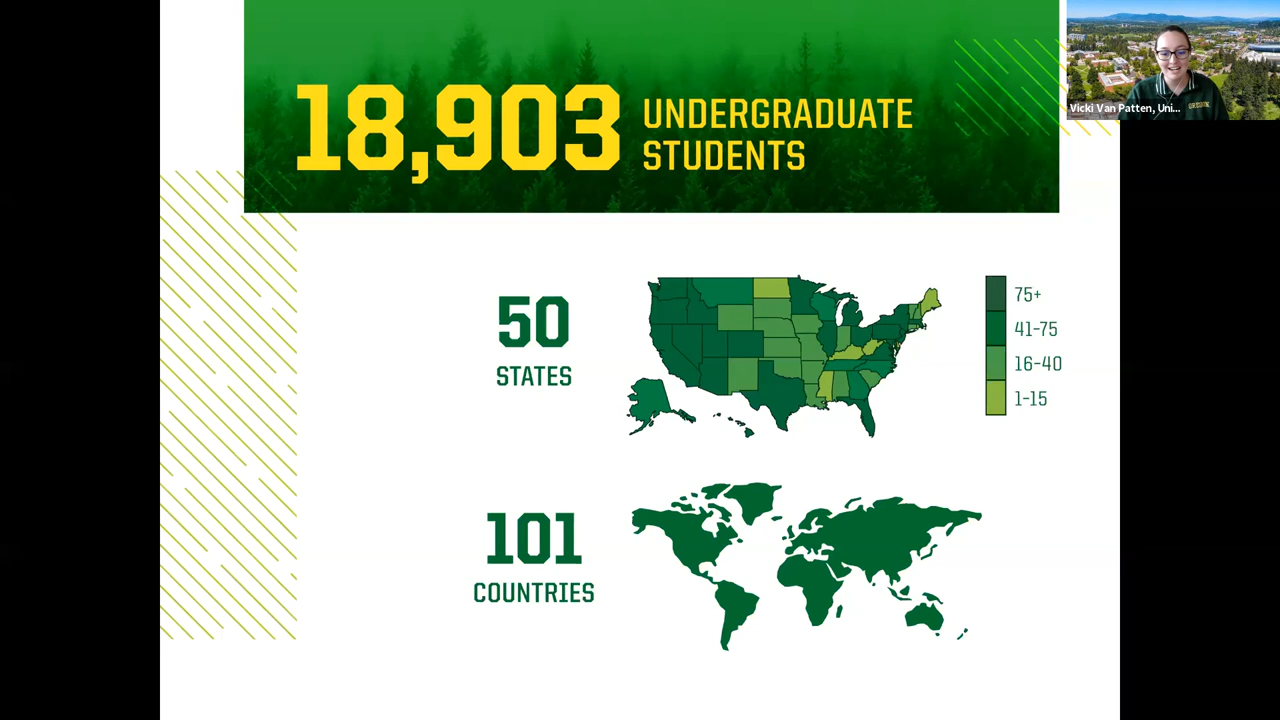 18,903
UNDERGRADUATE
STUDENTS
Vicki Van Patten, Uni...
OREGON
50
STATES
75+
41-75
16-40
1-15
101
COUNTRIES